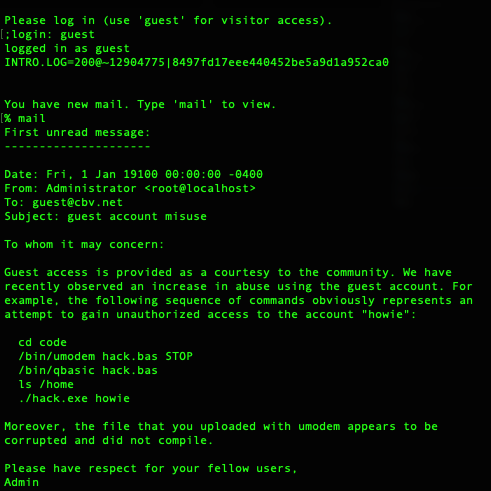 Please log in (use 'guest' for visitor access).
;login: guest
logged in as guest
INTRO.LOG=200@~12904775|8497fd17eee440452be5a9d1a952ca0
You have new mail. Type 'mail' to view.
% mail
First unread message:
---------------------
Date: Fri, 1 Jan 19100 00:00:00 -0400
From: Administrator <root@localhost>
To: guest@cbv.net
Subject: guest account misuse
To whom it may concern:
Guest access is provided as a courtesy to the community. We have
recently observed an increase in abuse using the guest account. For
example, the following sequence of commands obviously represents an
attempt to gain unauthorized access to the account "howie":
cd code
/bin/umodem hack.bas STOP
/bin/qbasic hack.bas
ls /home
./hack.exe howie
Moreover, the file that you uploaded with umodem appears to be
corrupted and did not compile.
Please have respect for your fellow users,
Admin